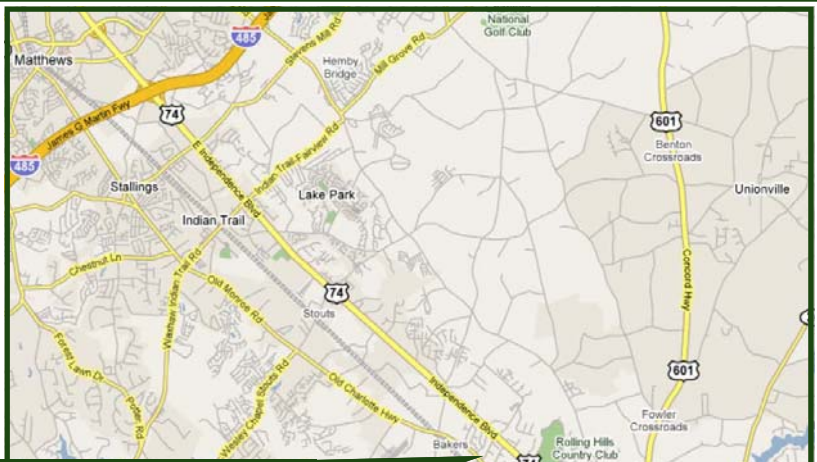 National
Golf Club
485
Stevens Mill Rd
Hemby
Bridge
Mill Grove Rd
Matthews
James G Martin Fwy
74
601
Benton
Crossroads
485
E Independence Blvd
Indian Trail-Fairview Rd
Stallings
Lake Park
Unionville
Indian Trail
Chestnut Ln
Waxhaw Indian Trail Rd
Old Monroe Rd
74
Stouts
Concord Hwy
Forest Lawn Dr
Potter Rd
Wesley Chapel Stouts Rd
Old Charlotte Hwy
Independence Blvd
601
Fowler
Crossroads
Bakers
Rolling Hills
Country Club
74